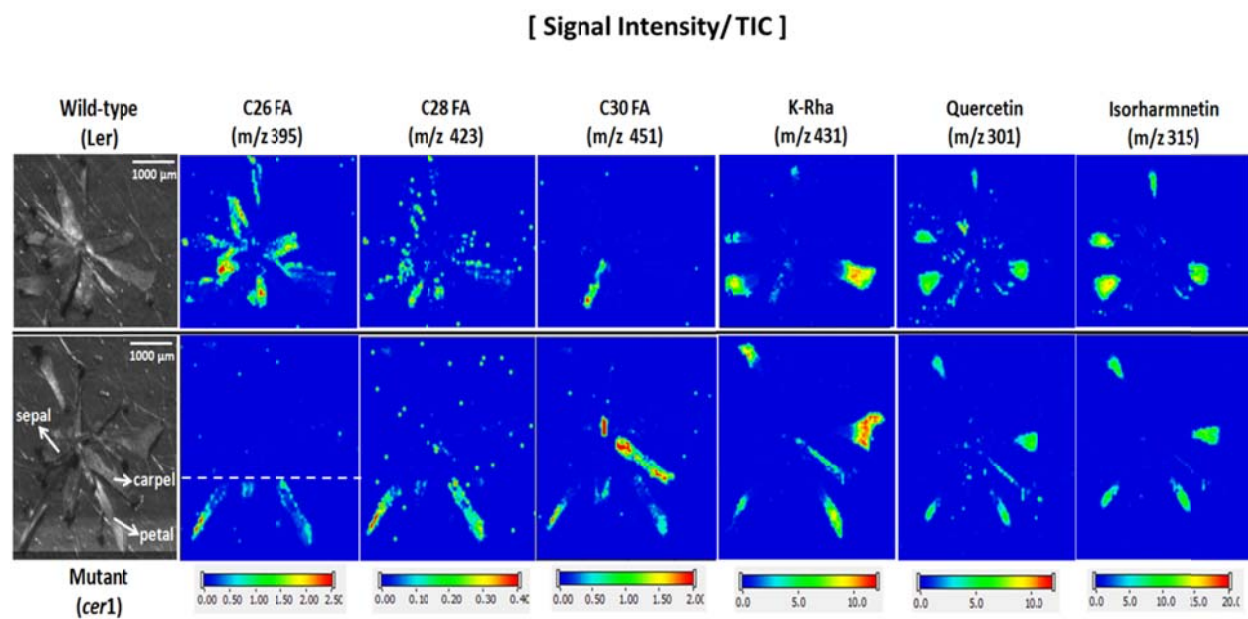 [ Signal Intensity/ TIC ]
Wild-type
(Ler)
C26 FA
(m/z 395)
C28 FA
(m/z 423)
C30 FA
(m/z 451)
K-Rha
(m/z 431)
Quercetin
(m/z 301)
Isorharmnetin
(m/z 315)
1000 µm
1000 µm
sepal
carpel
petal
Mutant
(cer1)
0.00 0.50 1.00 1.50 2.00 2.50
0.00 0.10 0.20 0.30 0.40
0.00 0.50 1.00 1.50 2.00
0.0 5.0 10.0
0.0 5.0 10.0
0.0 5.0 10.0 15.0 20.0